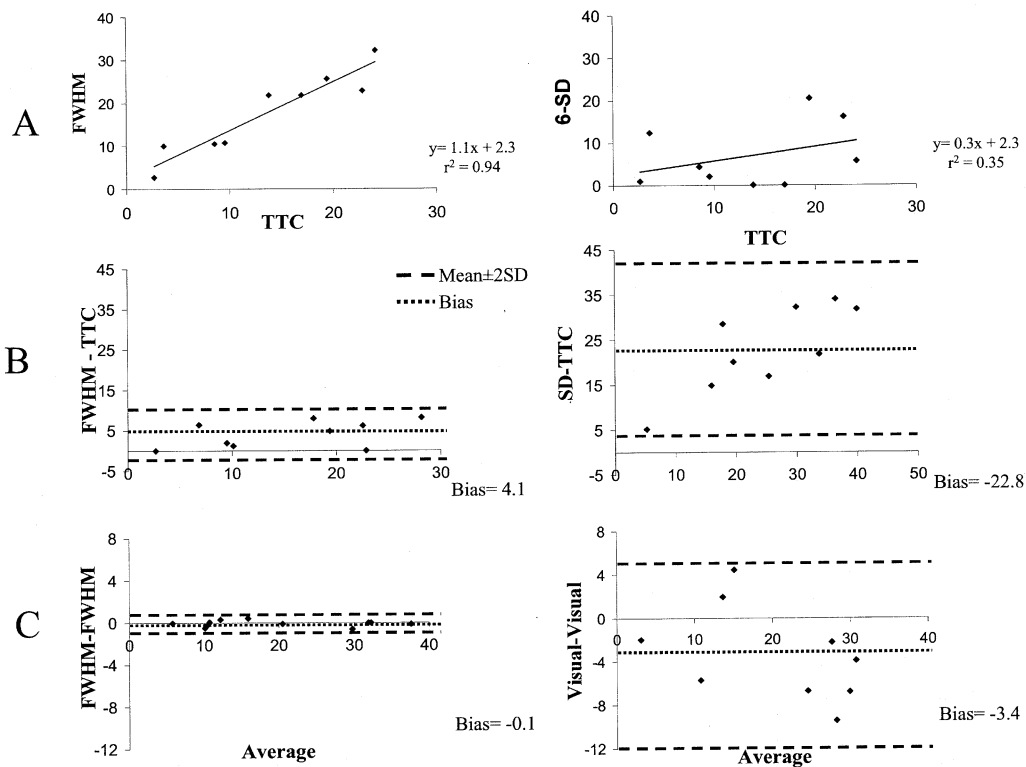 A
FWHM
40
30
20
10
0
0 10 20 30
TTC
y= 1.1x + 2.3
r² = 0.94
6-SD
40
30
20
10
0
0 10 20 30
TTC
y= 0.3x + 2.3
r² = 0.35
B
FWHM - TTC
45
35
25
15
5
-5
0 10 20 30
Mean±2SD
Bias
Bias= 4.1
SD-TTC
45
35
25
15
5
-5
0 10 20 30 40 50
Bias= -22.8
C
FWHM-FWHM
8
4
0
-4
-8
-12
0 10 20 30 40
Average
Bias= -0.1
Visual-Visual
8
4
0
-4
-8
-12
0 10 20 30 40
Average
Bias= -3.4